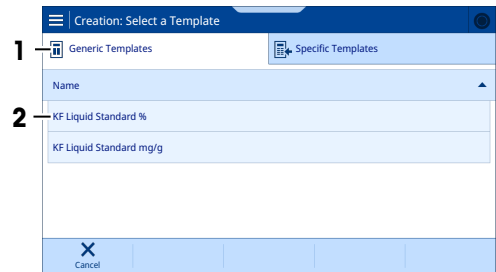 Creation: Select a Template
1
Generic Templates
Specific Templates
Name
2
KF Liquid Standard %
KF Liquid Standard mg/g
Cancel